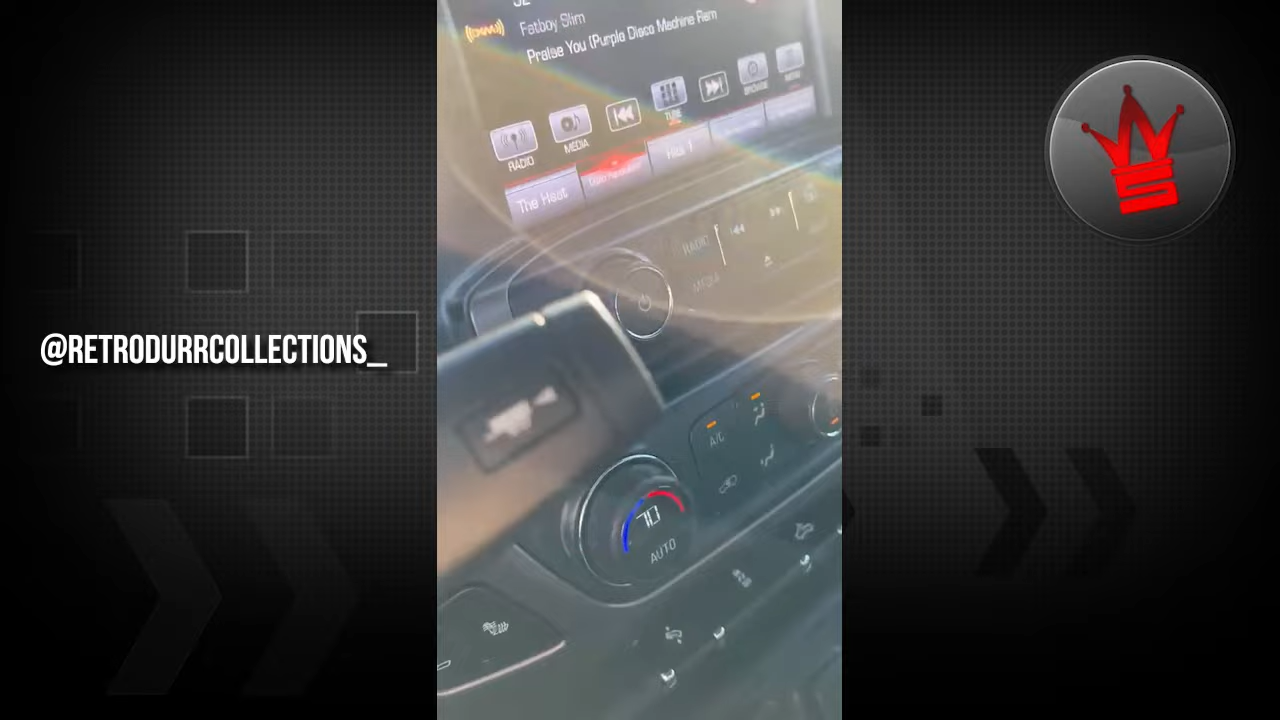 Fatboy Slim
Praise You (Purple Disco Machine Rem
RADIO
MEDIA
TUNE
BROWSE
MENU
The Heat
Hits 1
RADIO
MEDIA
@RETRODURRCOLLECTIONS_
A/C
70
AUTO